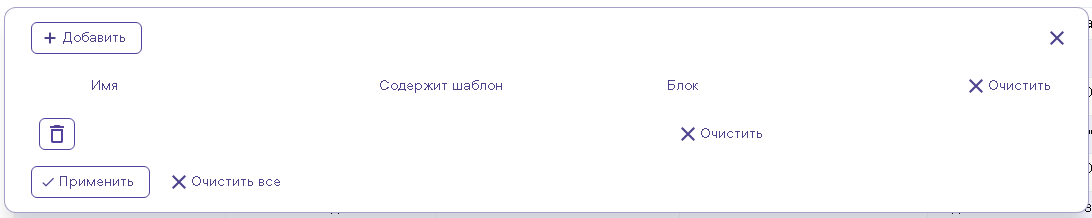 Добавить
Имя Содержит шаблон Блок Очистить
Очистить
Применить Очистить все